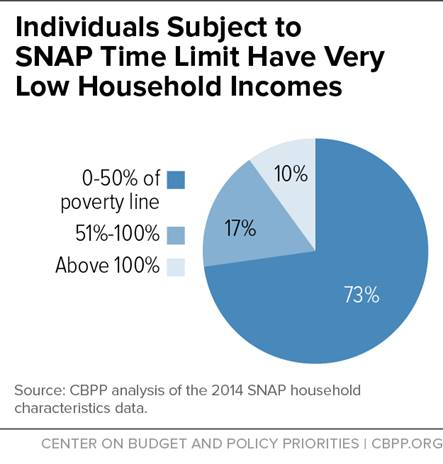 Individuals Subject to
SNAP Time Limit Have Very
Low Household Incomes
0-50% of
poverty line
51%-100%
Above 100%
10%
17%
73%
Source: CBPP analysis of the 2014 SNAP household
characteristics data.
CENTER ON BUDGET AND POLICY PRIORITIES | CBPP.ORG